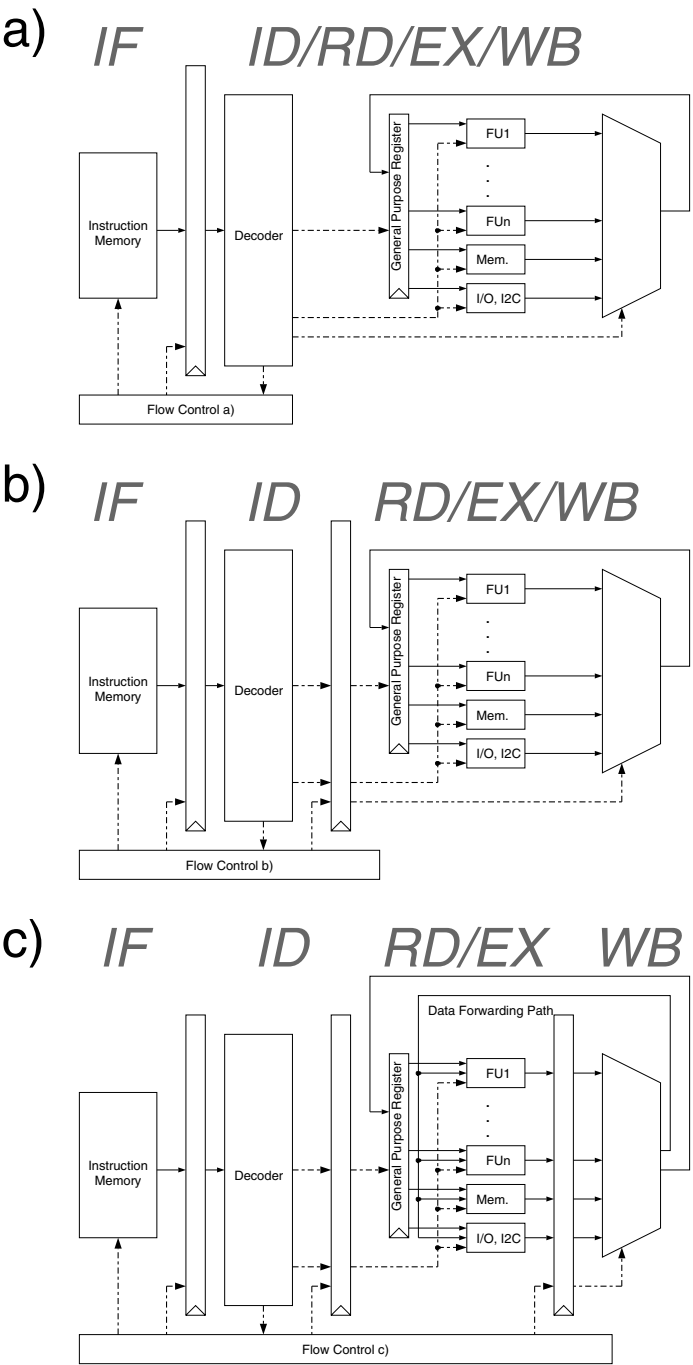 a)
IF
ID/RD/EX/WB
Instruction
Memory
Decoder
General Purpose Register
FU1
FUn
Mem.
I/O, I2C
Flow Control a)
b)
IF
ID
RD/EX/WB
Instruction
Memory
Decoder
General Purpose Register
FU1
FUn
Mem.
I/O, I2C
Flow Control b)
c)
IF
ID
RD/EX
WB
Data Forwarding Path
Instruction
Memory
Decoder
General Purpose Register
FU1
FUn
Mem.
I/O, I2C
Flow Control c)